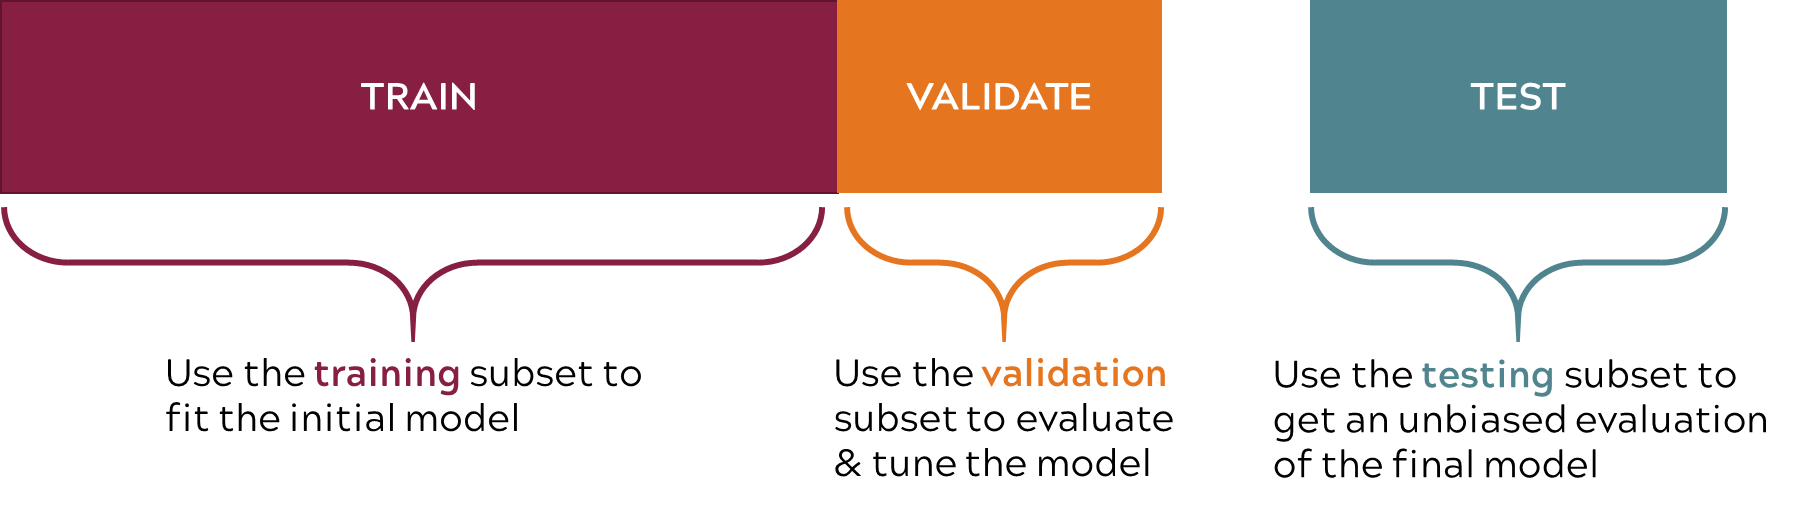 TRAIN
VALIDATE
TEST
Use the training subset to
fit the initial model
Use the validation
subset to evaluate
& tune the model
Use the testing subset to
get an unbiased evaluation
of the final model